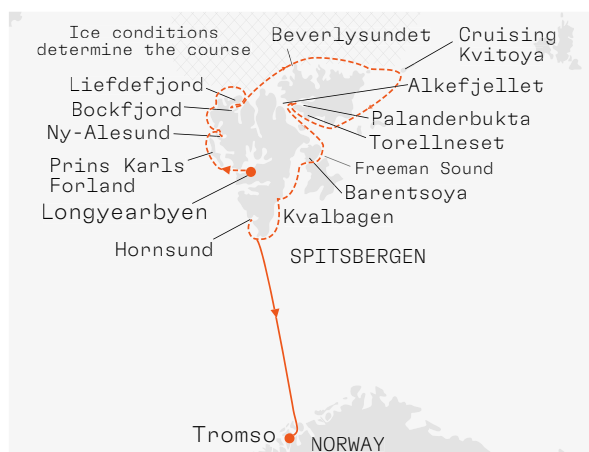 Ice conditions
determine the course
Beverlysundet
Cruising
Kvitoya
Liefdefjord
Alkefjellet
Bockfjord
Palanderbukta
Ny-Alesund
Torellneset
Prins Karls
Forland
Freeman Sound
Barentsoya
Longyearbyen
Kvalbagen
Hornsund
SPITSBERGEN
Tromso
NORWAY